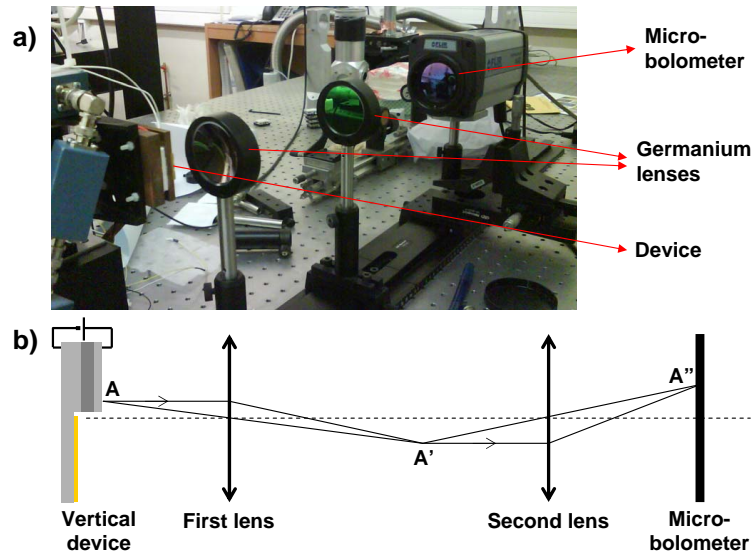 a)
Micro-
bolometer
Germanium
lenses
Device
b)
A
A'
A"
Vertical
device
First lens
Second lens
Micro-
bolometer